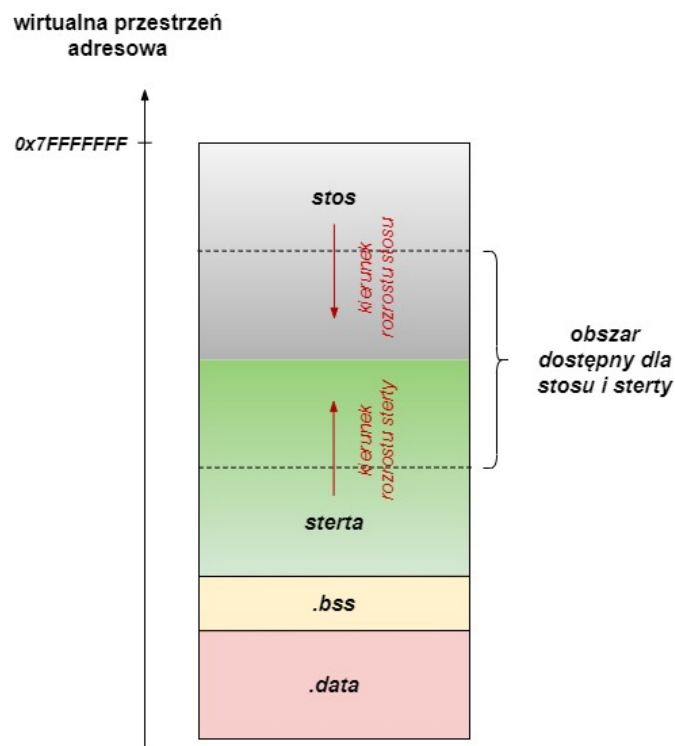 wirtualna przestrzeń
adresowa
0x7FFFFFFF
stos
kierunek
rozrostu stosu
obszar
dostępny dla
stosu i sterty
kierunek
rozrostu sterty
sterta
.bss
.data